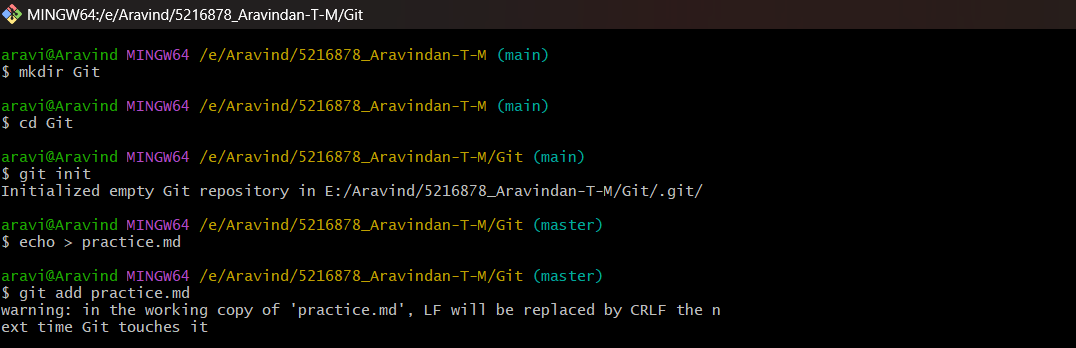 MINGW64:/e/Aravind/5216878_Aravindan-T-M/Git
aravi@Aravind MINGW64 /e/Aravind/5216878_Aravindan-T-M (main)
$ mkdir Git
aravi@Aravind MINGW64 /e/Aravind/5216878_Aravindan-T-M (main)
$ cd Git
aravi@Aravind MINGW64 /e/Aravind/5216878_Aravindan-T-M/Git (main)
$ git init
Initialized empty Git repository in E:/Aravind/5216878_Aravindan-T-M/Git/.git/
aravi@Aravind MINGW64 /e/Aravind/5216878_Aravindan-T-M/Git (master)
$ echo > practice.md
aravi@Aravind MINGW64 /e/Aravind/5216878_Aravindan-T-M/Git (master)
$ git add practice.md
warning: in the working copy of 'practice.md', LF will be replaced by CRLF the n
ext time Git touches it